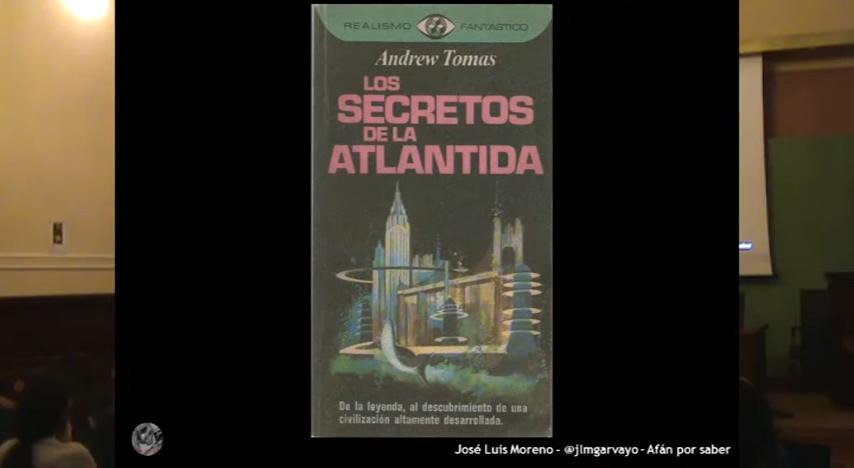 REALISMO FANTASTICO
Andrew Tomas
LOS
SECRETOS
DE LA
ATLANTIDA
De la leyenda, al descubrimiento de una
civilización altamente desarrollada.
José Luis Moreno - @jlmgarvayo - Afán por saber